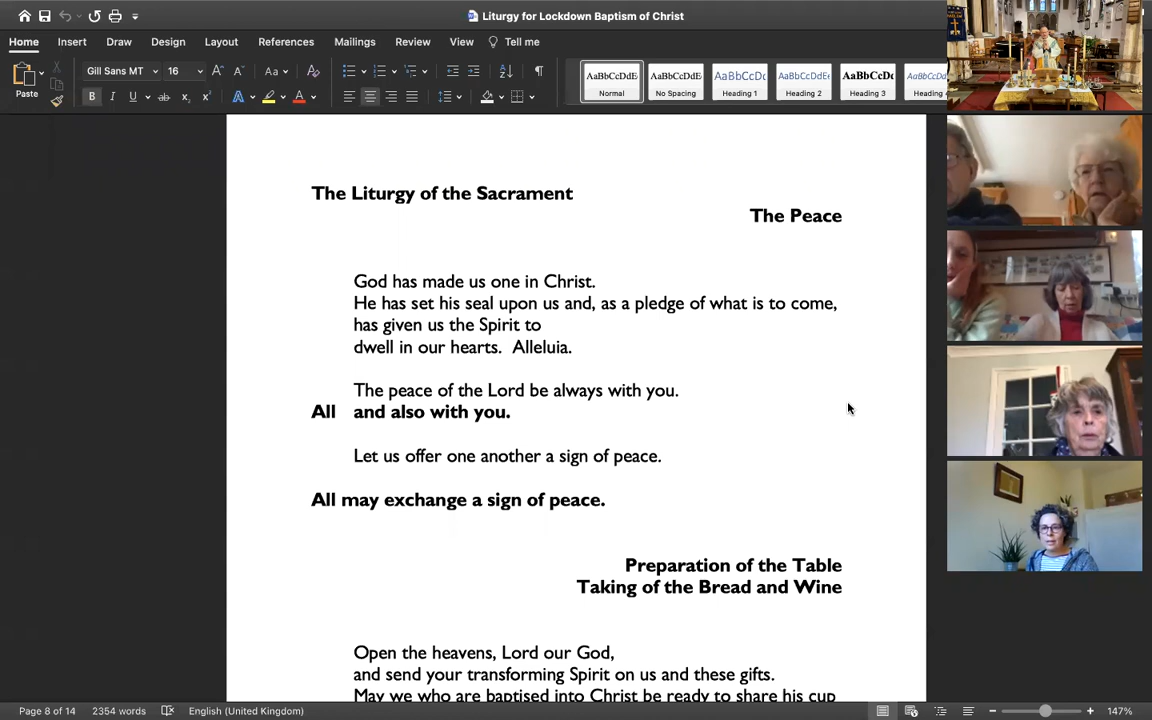 Liturgy for Lockdown Baptism of Christ
Home Insert Draw Design Layout References Mailings Review View Tell me
Paste
Gill Sans MT 16
AaBbCcDdE AaBbCcDdE AaBbCcDc AaBbCcDdEe AaBbCcDc
Normal No Spacing Heading 1 Heading 2 Heading 3 Heading
The Liturgy of the Sacrament
The Peace
God has made us one in Christ.
He has set his seal upon us and, as a pledge of what is to come,
has given us the Spirit to
dwell in our hearts. Alleluia.
The peace of the Lord be always with you.
All and also with you.
Let us offer one another a sign of peace.
All may exchange a sign of peace.
Preparation of the Table
Taking of the Bread and Wine
Open the heavens, Lord our God,
and send your transforming Spirit on us and these gifts.
May we who are baptised into Christ be ready to share his cup
Page 8 of 14 2354 words English (United Kingdom) 147%